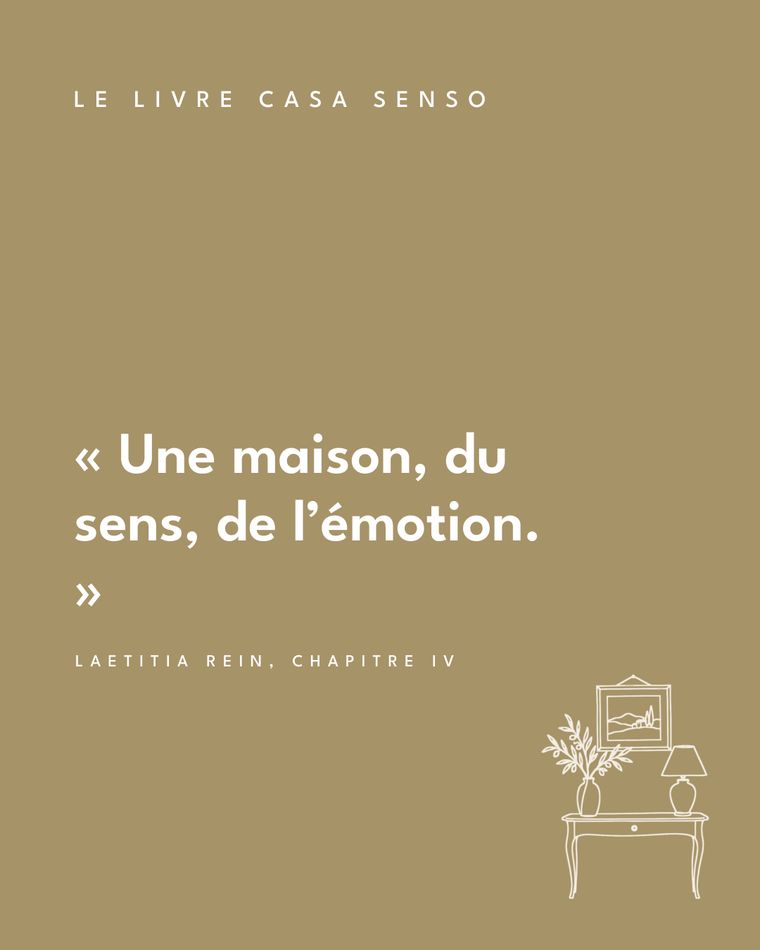 LE LIVRE CASA SENSO
« Une maison, du
sens, de l’émotion.
»
LAETITIA REIN, CHAPITRE IV